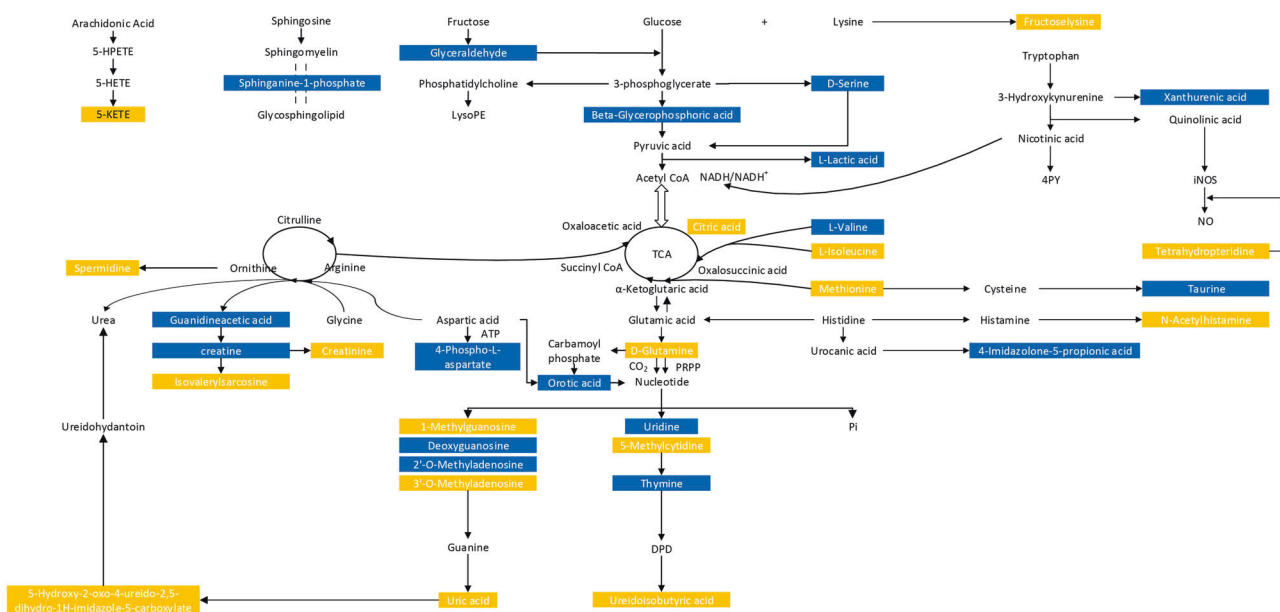 Arachidonic Acid
5-HPETE
5-HETE
5-KETE
Sphingosine
Sphingomyelin
Sphinganine-1-phosphate
Glycosphingolipid
Fructose
Glyceraldehyde
Phosphatidylcholine
LysoPE
Glucose
+
Lysine
Fructoselysine
3-phosphoglycerate
D-Serine
Beta-Glycerophosphoric acid
Pyruvic acid
L-Lactic acid
Acetyl CoA
NADH/NADH+
Tryptophan
3-Hydroxykynurenine
Xanthurenic acid
Quinolinic acid
Nicotinic acid
4PY
iNOS
NO
Tetrahydropteridine
Citrulline
Ornithine
Arginine
Spermidine
Oxaloacetic acid
Citric acid
TCA
Succinyl CoA
Oxalosuccinic acid
α-Ketoglutaric acid
L-Valine
L-Isoleucine
Methionine
Cysteine
Taurine
Urea
Guanidineacetic acid
Glycine
creatine
Creatinine
Isovalerylsarcosine
Aspartic acid
ATP
4-Phospho-L-
aspartate
Carbamoyl
phosphate
Orotic acid
Glutamic acid
D-Glutamine
CO2
PRPP
Nucleotide
Histidine
Histamine
N-Acetylhistamine
Urocanic acid
4-Imidazolone-5-propionic acid
Ureidohydantoin
1-Methylguanosine
Deoxyguanosine
2'-O-Methyladenosine
3'-O-Methyladenosine
Uridine
5-Methylcytidine
Thymine
Pi
Guanine
DPD
5-Hydroxy-2-oxo-4-ureido-2,5-
dihydro-1H-imidazole-5-carboxylate
Uric acid
Ureidoisobutyric acid